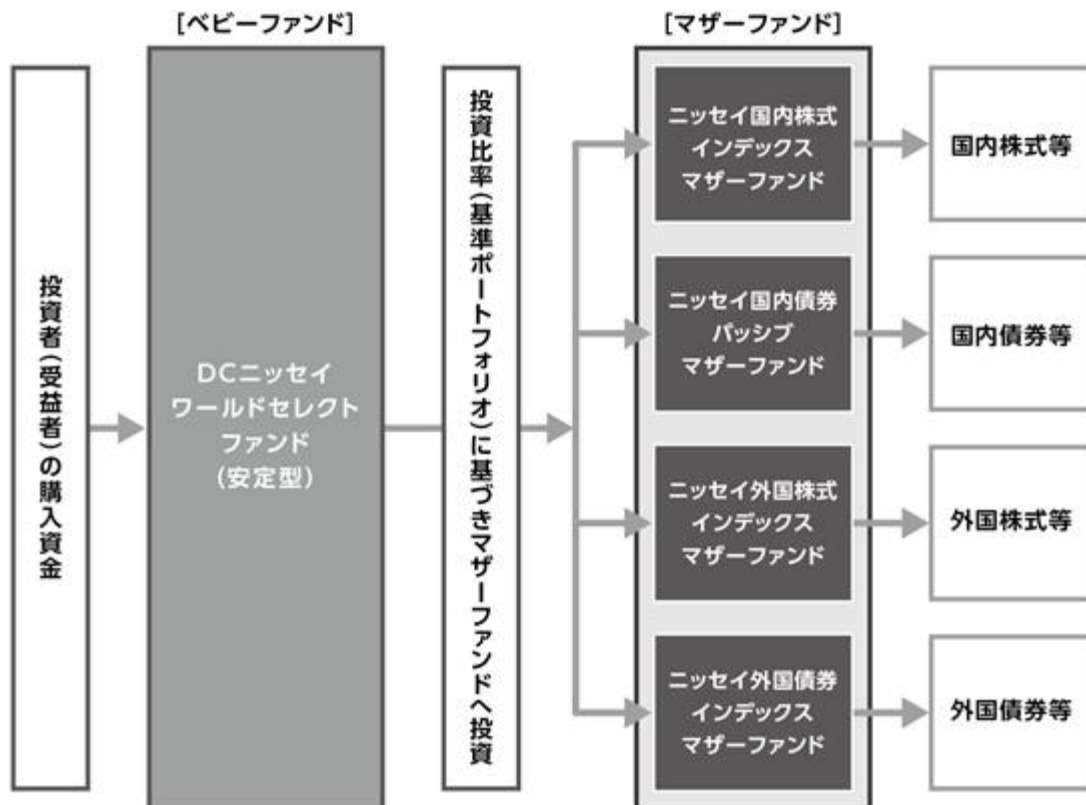 [ベビーファンド]
[マザーファンド]
投資者(受益者)の購入資金
DCニッセイ
ワールドセレクト
ファンド
(安定型)
投資比率(基準ポートフォリオ)に基づきマザーファンドへ投資
ニッセイ国内株式
インデックス
マザーファンド
国内株式等
ニッセイ国内債券
パッシブ
マザーファンド
国内債券等
ニッセイ外国株式
インデックス
マザーファンド
外国株式等
ニッセイ外国債券
インデックス
マザーファンド
外国債券等